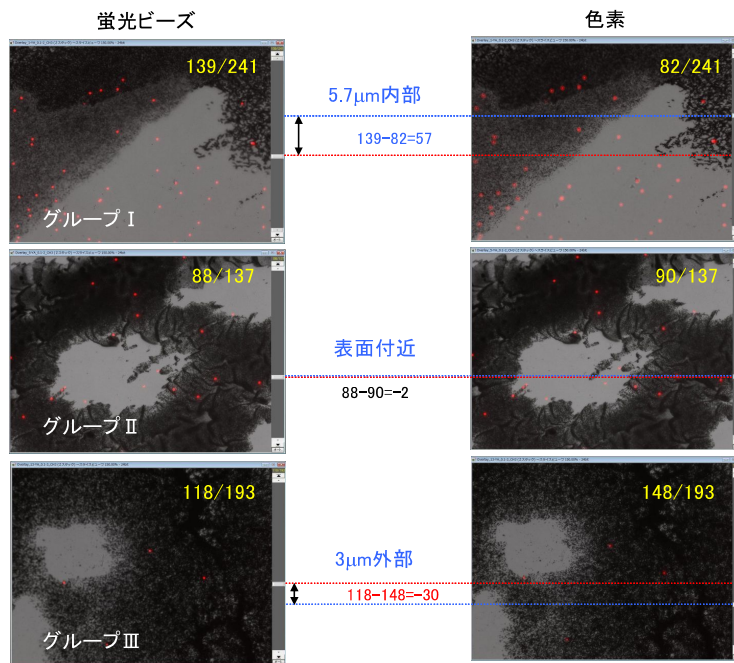 蛍光ビーズ
色素
139/241
82/241
5.7μm内部
139−82=57
グループⅠ
88/137
90/137
表面付近
88−90=−2
グループⅡ
118/193
148/193
3μm外部
118−148=−30
グループⅢ